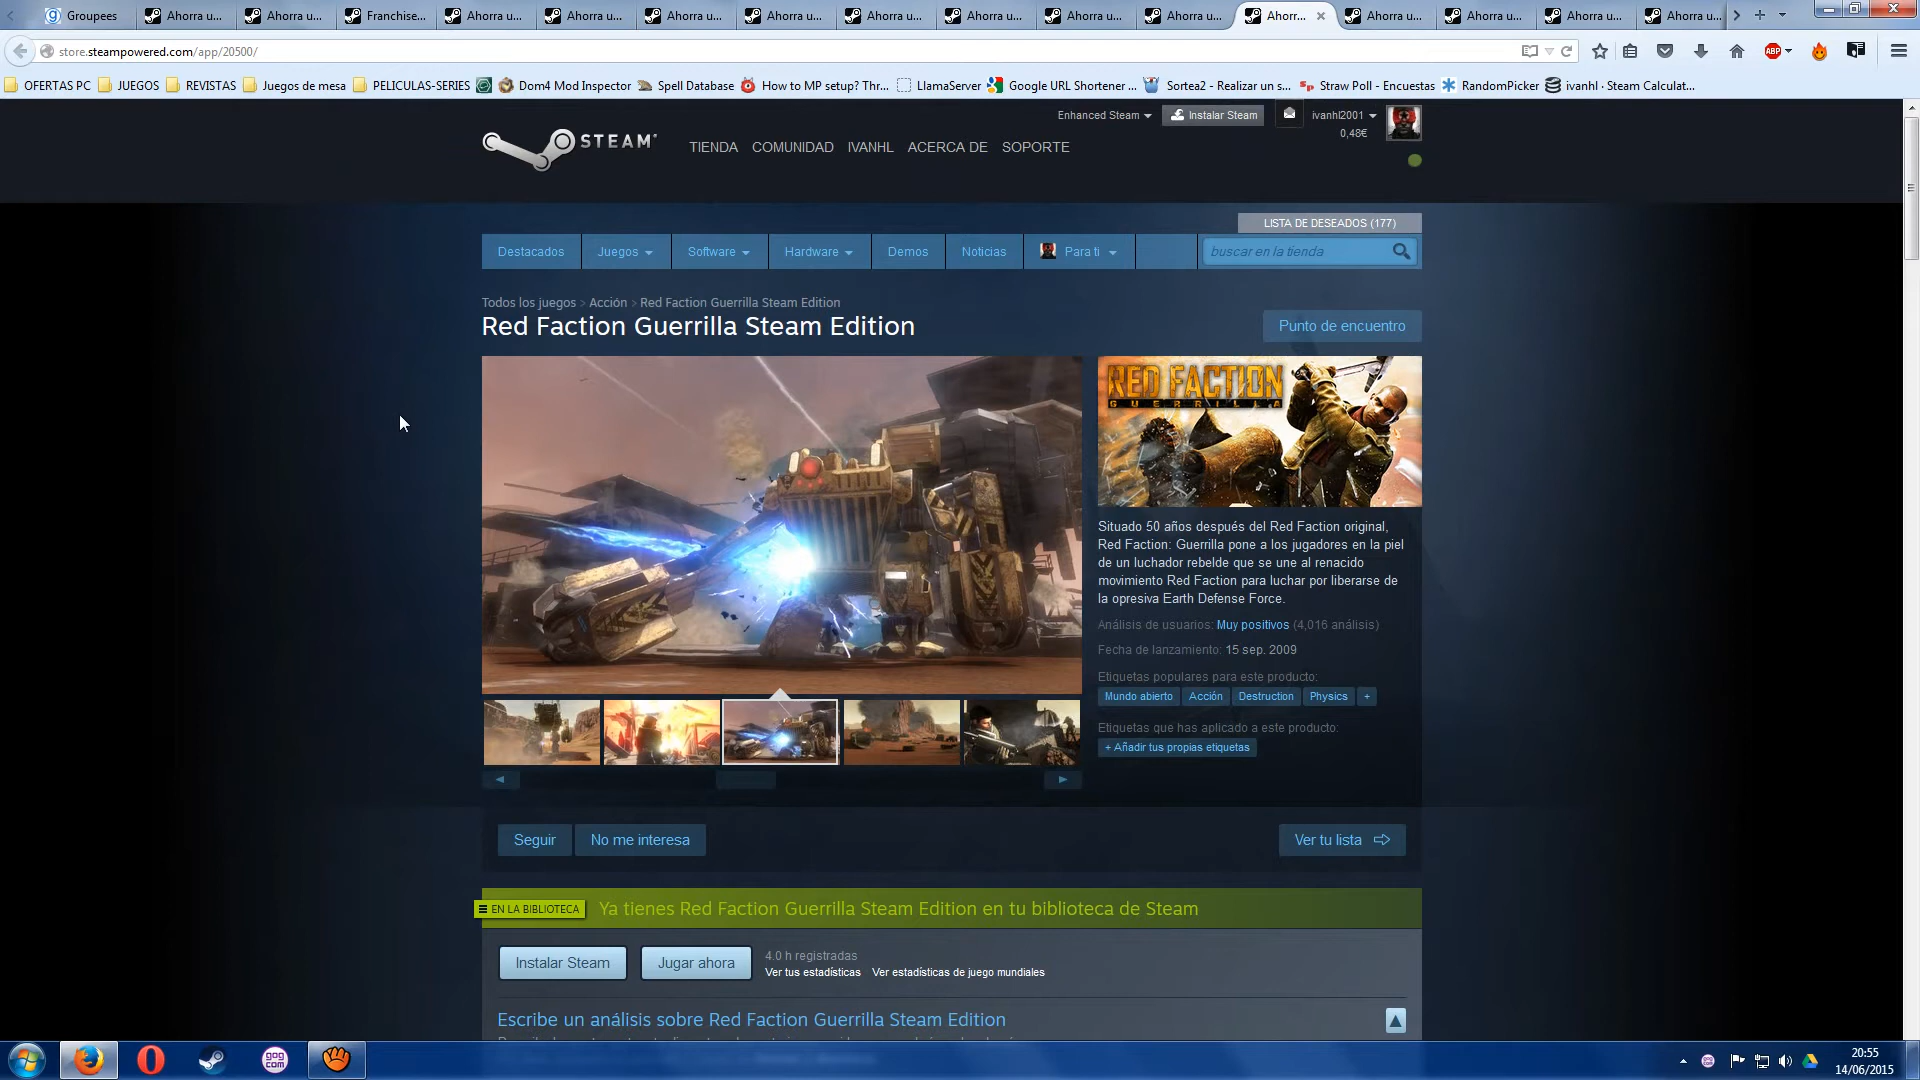 Groupees
Ahorra u...
Ahorra u...
Franchise...
Ahorra u...
Ahorra u...
Ahorra u...
Ahorra u...
Ahorra u...
Ahorra u...
Ahorra u...
Ahorra u...
Ahorr...
Ahorra u...
Ahorra u...
Ahorra u...
Ahorra u...
store.steampowered.com/app/20500/
ABP
OFERTAS PC
JUEGOS
REVISTAS
Juegos de mesa
PELICULAS-SERIES
Dom4 Mod Inspector
Spell Database
How to MP setup? Thr...
LlamaServer
Google URL Shortener ...
Sortea2 - Realizar un s...
Straw Poll - Encuestas
RandomPicker
ivanhl · Steam Calculat...
Enhanced Steam
Instalar Steam
ivanhl2001
0,48€
STEAM
TIENDA COMUNIDAD IVANHL ACERCA DE SOPORTE
LISTA DE DESEADOS (177)
Destacados
Juegos
Software
Hardware
Demos
Noticias
Para ti
buscar en la tienda
Todos los juegos > Acción > Red Faction Guerrilla Steam Edition
Red Faction Guerrilla Steam Edition
Punto de encuentro
RED FACTION
GUERRILLA
Situado 50 años después del Red Faction original,
Red Faction: Guerrilla pone a los jugadores en la piel
de un luchador rebelde que se une al renacido
movimiento Red Faction para luchar por liberarse de
la opresiva Earth Defense Force.
Análisis de usuarios: Muy positivos (4,016 análisis)
Fecha de lanzamiento: 15 sep. 2009
Etiquetas populares para este producto:
Mundo abierto
Acción
Destruction
Physics
+
Etiquetas que has aplicado a este producto:
+ Añadir tus propias etiquetas
Seguir
No me interesa
Ver tu lista
EN LA BIBLIOTECA
Ya tienes Red Faction Guerrilla Steam Edition en tu biblioteca de Steam
Instalar Steam
Jugar ahora
4.0 h registradas
Ver tus estadísticas Ver estadísticas de juego mundiales
Escribe un análisis sobre Red Faction Guerrilla Steam Edition
gog
com
20:55
14/06/2015